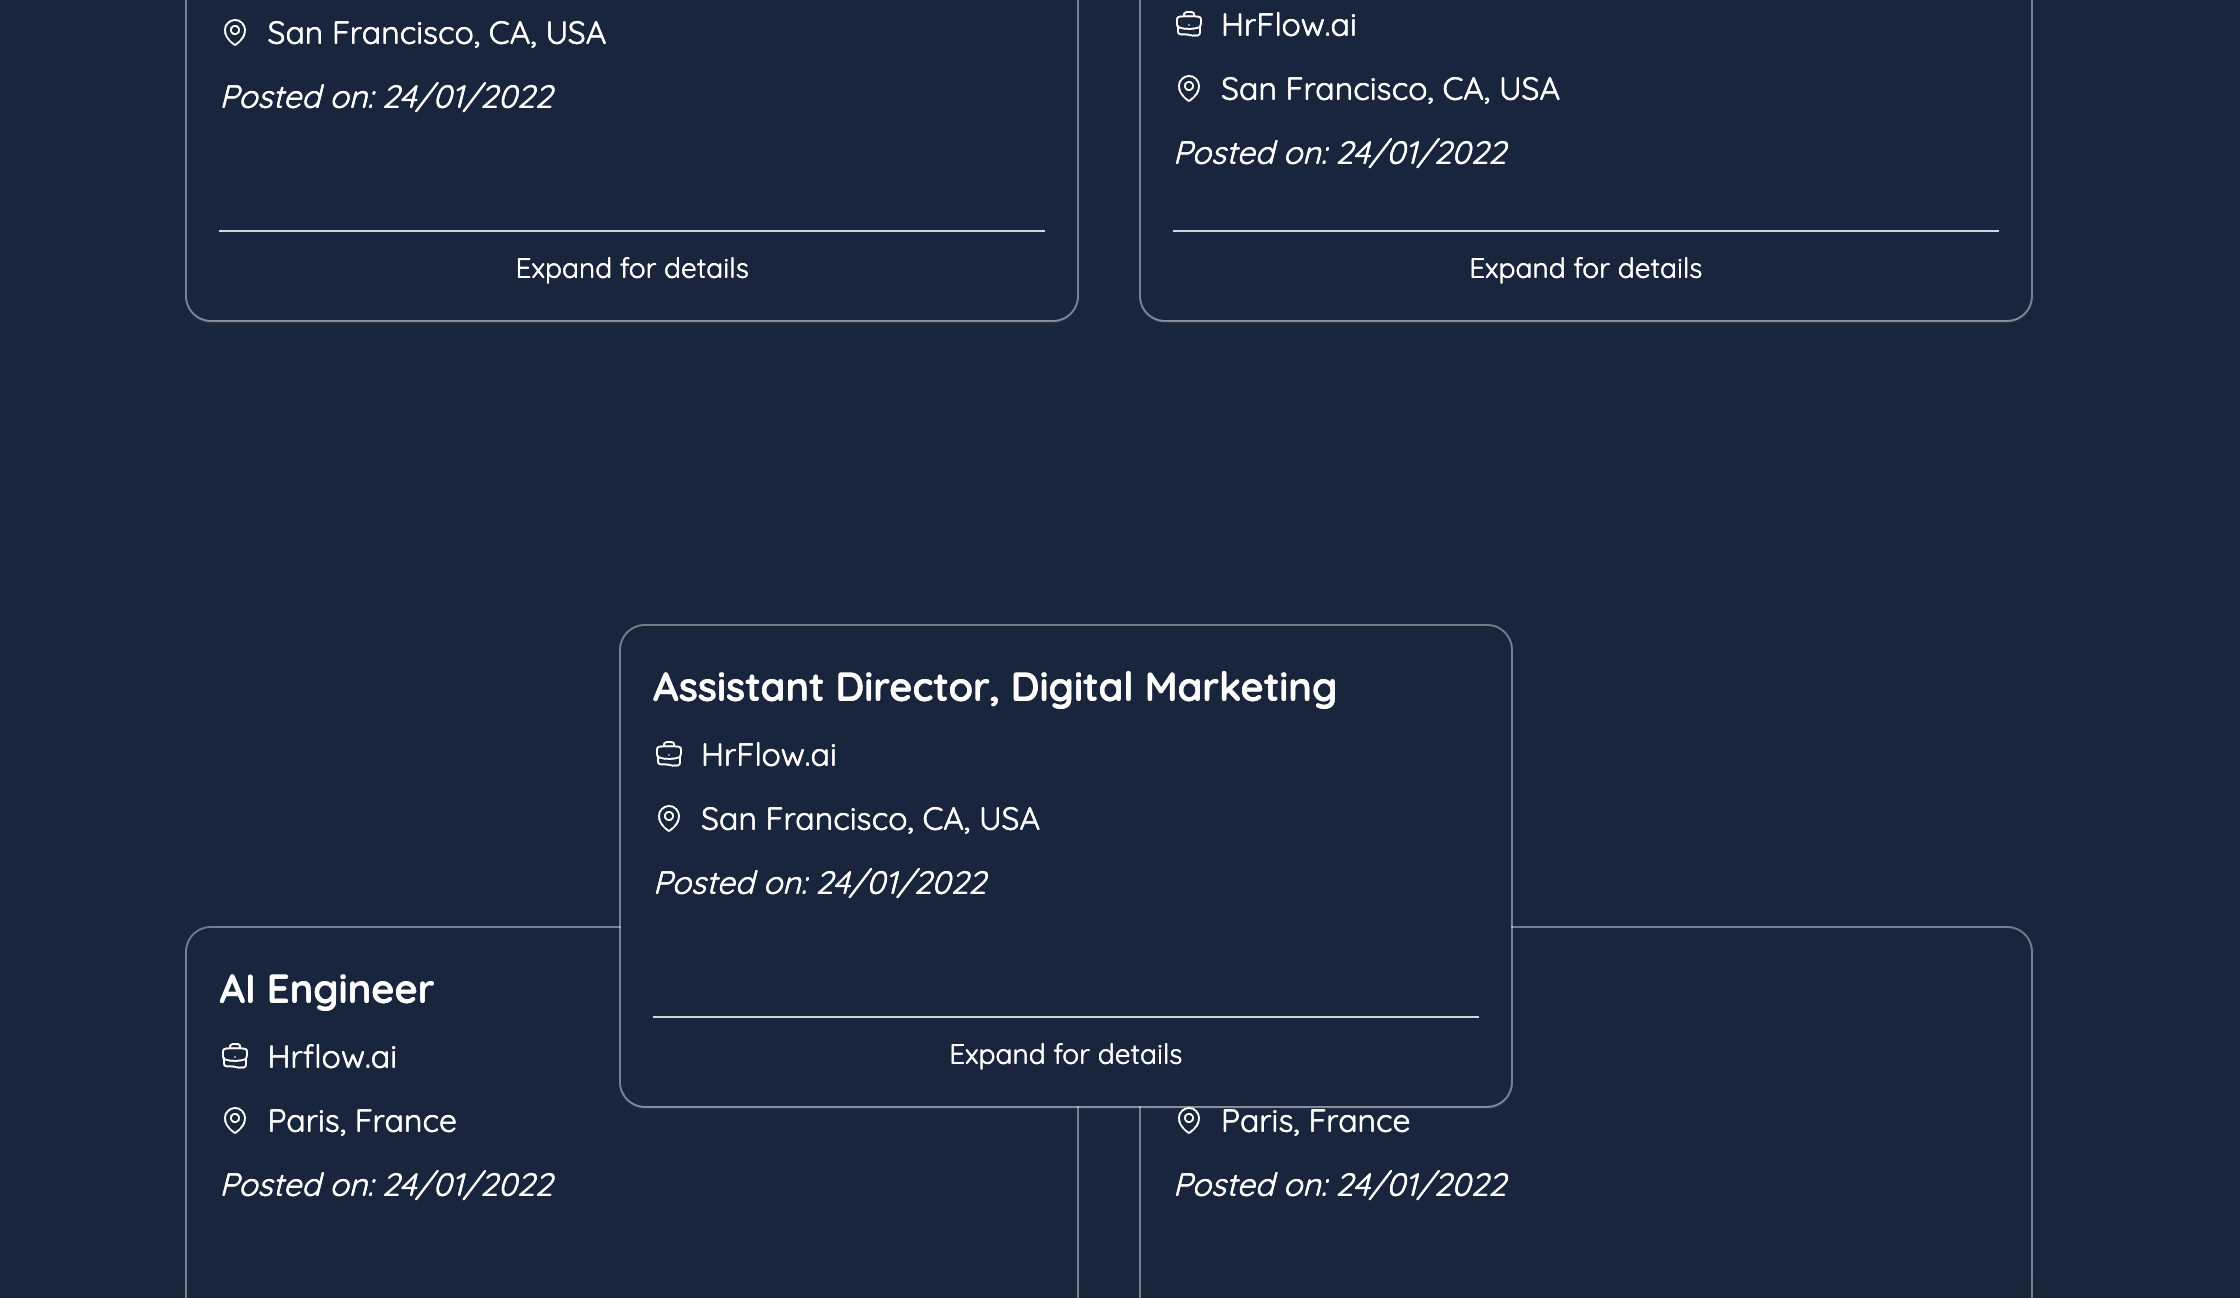 San Francisco, CA, USA
Posted on: 24/01/2022
Expand for details
HrFlow.ai
San Francisco, CA, USA
Posted on: 24/01/2022
Expand for details
Assistant Director, Digital Marketing
HrFlow.ai
San Francisco, CA, USA
Posted on: 24/01/2022
Expand for details
AI Engineer
Hrflow.ai
Paris, France
Posted on: 24/01/2022
Paris, France
Posted on: 24/01/2022